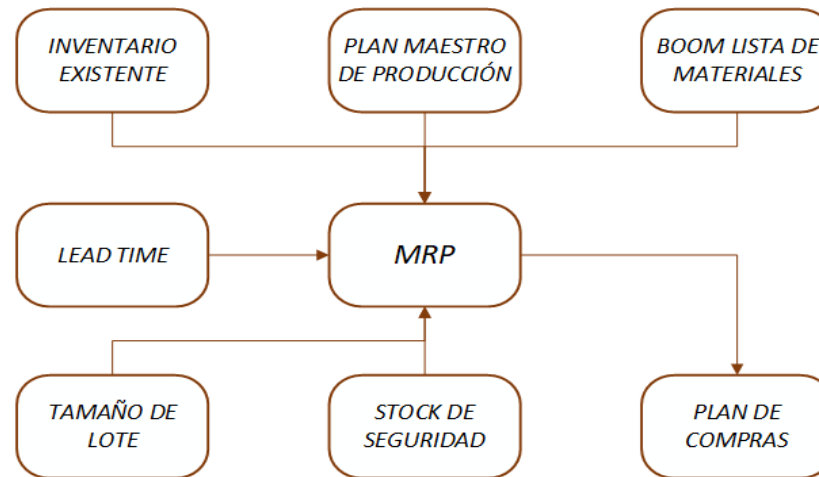 INVENTARIO
EXISTENTE
PLAN MAESTRO
DE PRODUCCIÓN
BOOM LISTA DE
MATERIALES
LEAD TIME
MRP
TAMAÑO DE
LOTE
STOCK DE
SEGURIDAD
PLAN DE
COMPRAS